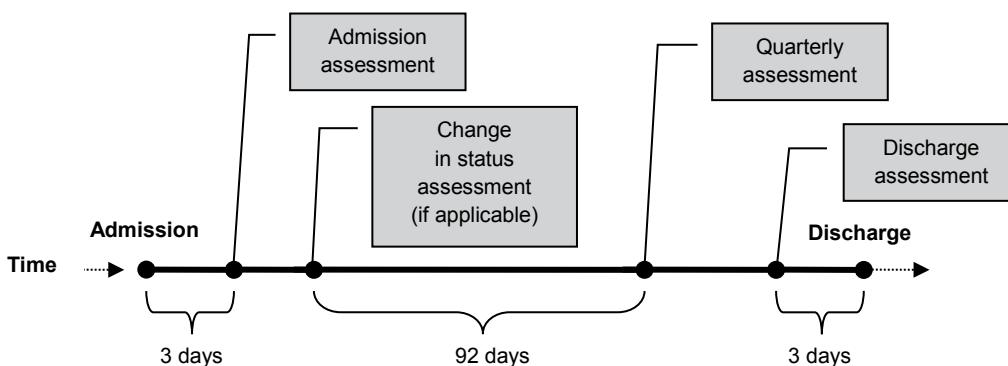 Admission
assessment
Quarterly
assessment
Change
in status
assessment
(if applicable)
Discharge
assessment
Admission
Discharge
Time
3 days
92 days
3 days